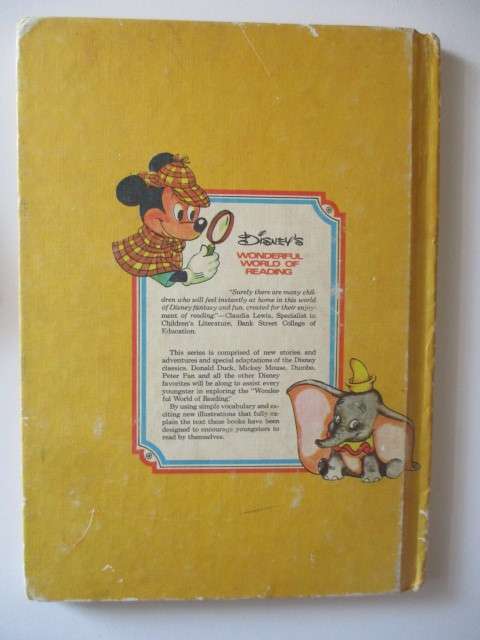 DISNEY'S
WONDERFUL
WORLD OF
READING
"Surely there are many chil-
dren who will feel instantly at home in this world
of Disney fantasy and fun, created for their enjoy-
ment of reading"—Claudia Lewis, Specialist in
Children's Literature, Bank Street College of
Education.
This series is comprised of new stories and
adventures and special adaptations of the Disney
classics. Donald Duck, Mickey Mouse, Dumbo,
Peter Pan and all the other Disney
favorites will be along to assist every
youngster in exploring the "Wonder-
ful World of Reading."
By using simple vocabulary and ex-
citing new illustrations that fully ex-
plain the text these books have been
designed to encourage youngsters to
read by themselves.